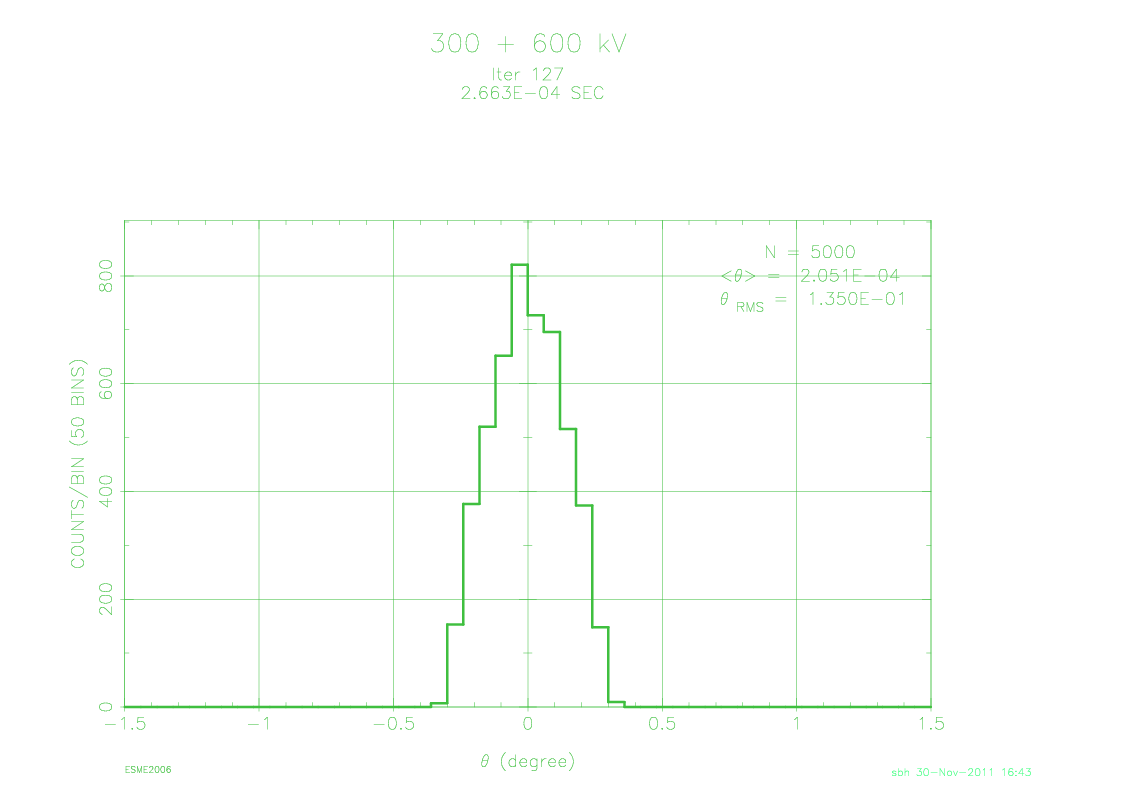 300 + 600 kV
Iter 127
2.663E-04 SEC
N = 5000
<θ> = 2.051E-04
θ RMS = 1.350E-01
COUNTS/BIN (50 BINS)
800
600
400
200
0
-1.5 -1 -0.5 0 0.5 1 1.5
θ (degree)
ESME2006
sbh 30-Nov-2011 16:43